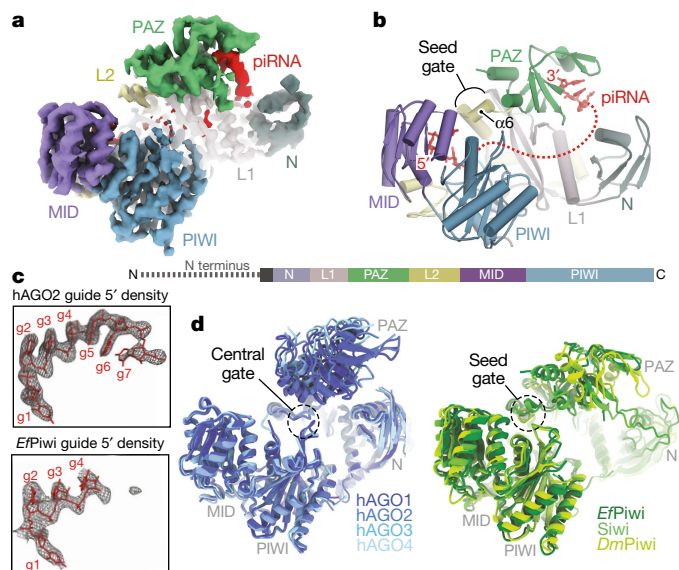 a
PAZ
piRNA
L2
L1
N
MID
PIWI
b
Seed
gate
PAZ
3′
piRNA
α6
5′
MID
L1
N
PIWI
N
N terminus
N
L1
PAZ
L2
MID
PIWI
C
c
hAGO2 guide 5′ density
g4
g3
g2
g5
g6
g7
g1
EfPiwi guide 5′ density
g4
g3
g2
g1
d
PAZ
Central
gate
N
MID
PIWI
hAGO1
hAGO2
hAGO3
hAGO4
PAZ
Seed
gate
N
MID
PIWI
EfPiwi
Siwi
DmPiwi